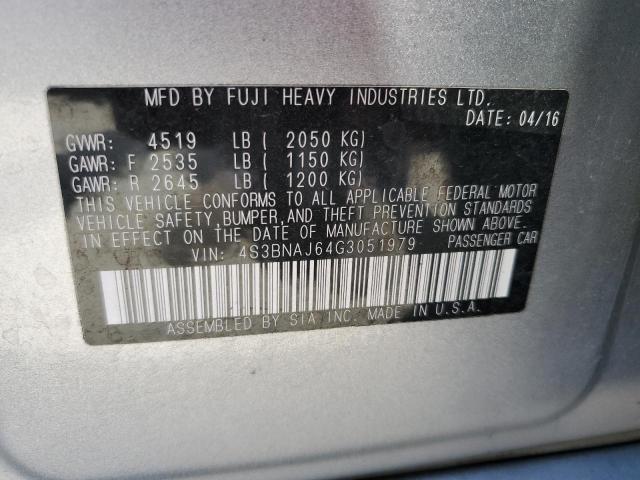 MFD BY FUJI HEAVY INDUSTRIES LTD.
DATE: 04/16
GVWR: 4519 LB ( 2050 KG)
GAWR: F 2535 LB ( 1150 KG)
GAWR: R 2645 LB ( 1200 KG)
THIS VEHICLE CONFORMS TO ALL APPLICABLE FEDERAL MOTOR
VEHICLE SAFETY, BUMPER, AND THEFT PREVENTION STANDARDS
IN EFFECT ON THE DATE OF MANUFACTURE SHOWN ABOVE.
VIN: 4S3BNAJ64G3051979 PASSENGER CAR
ASSEMBLED BY SIA, INC. MADE IN U.S.A.